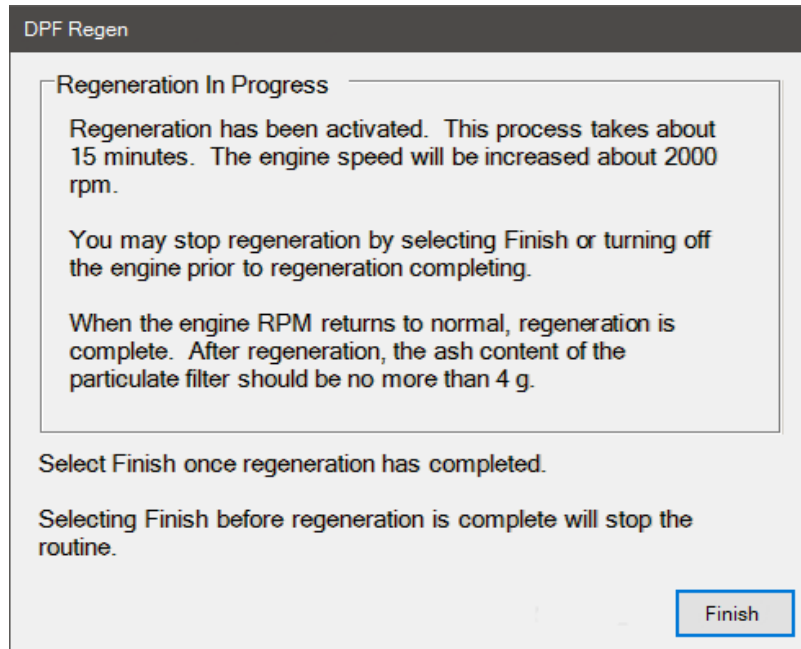 DPF Regen
Regeneration In Progress
Regeneration has been activated.  This process takes about
15 minutes.  The engine speed will be increased about 2000
rpm.
You may stop regeneration by selecting Finish or turning off
the engine prior to regeneration completing.
When the engine RPM returns to normal, regeneration is
complete.  After regeneration, the ash content of the
particulate filter should be no more than 4 g.
Select Finish once regeneration has completed.
Selecting Finish before regeneration is complete will stop the
routine.
Finish